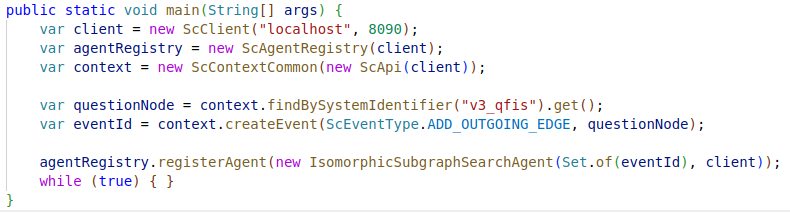 public static void main(String[] args) {
    var client = new ScClient("localhost", 8090);
    var agentRegistry = new ScAgentRegistry(client);
    var context = new ScContextCommon(new ScApi(client));

    var questionNode = context.findBySystemIdentifier("v3_qfis").get();
    var eventId = context.createEvent(ScEventType.ADD_OUTGOING_EDGE, questionNode);

    agentRegistry.registerAgent(new IsomorphicSubgraphSearchAgent(Set.of(eventId), client));
    while (true) { }
}